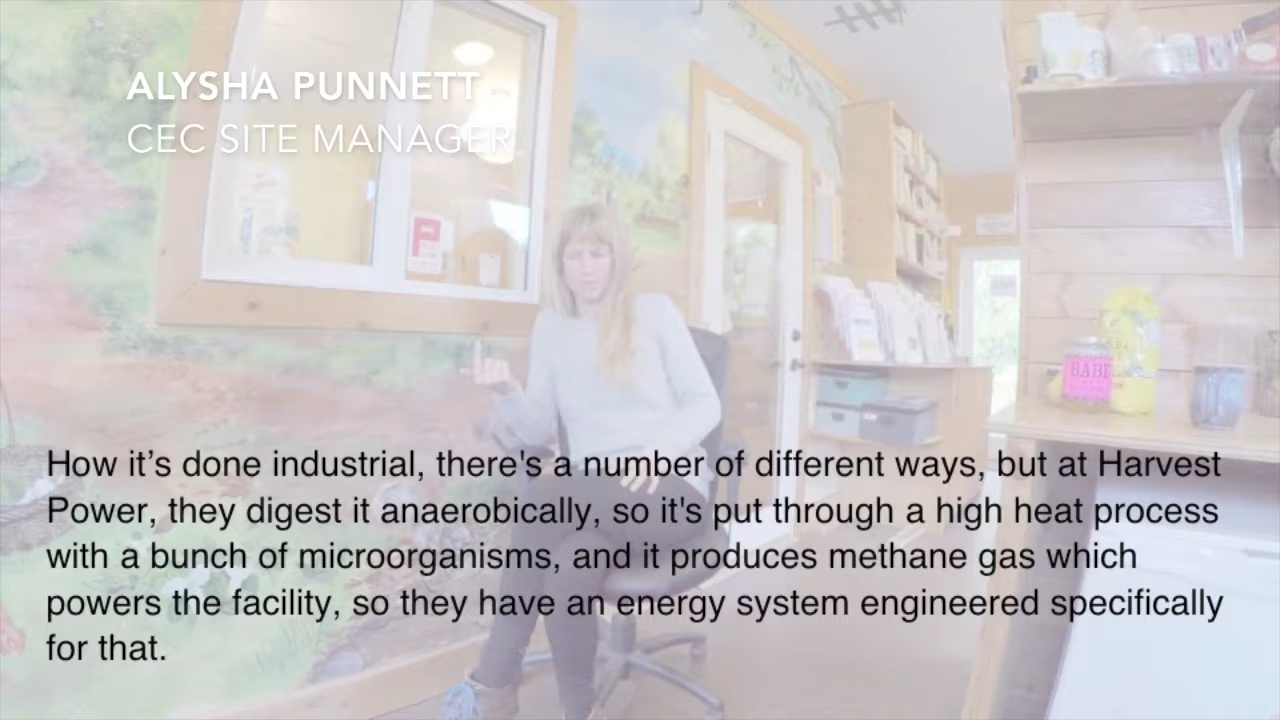 ALYSHA PUNNETT
CEC SITE MANAGER
BABE
How it’s done industrial, there's a number of different ways, but at Harvest
Power, they digest it anaerobically, so it's put through a high heat process
with a bunch of microorganisms, and it produces methane gas which
powers the facility, so they have an energy system engineered specifically
for that.